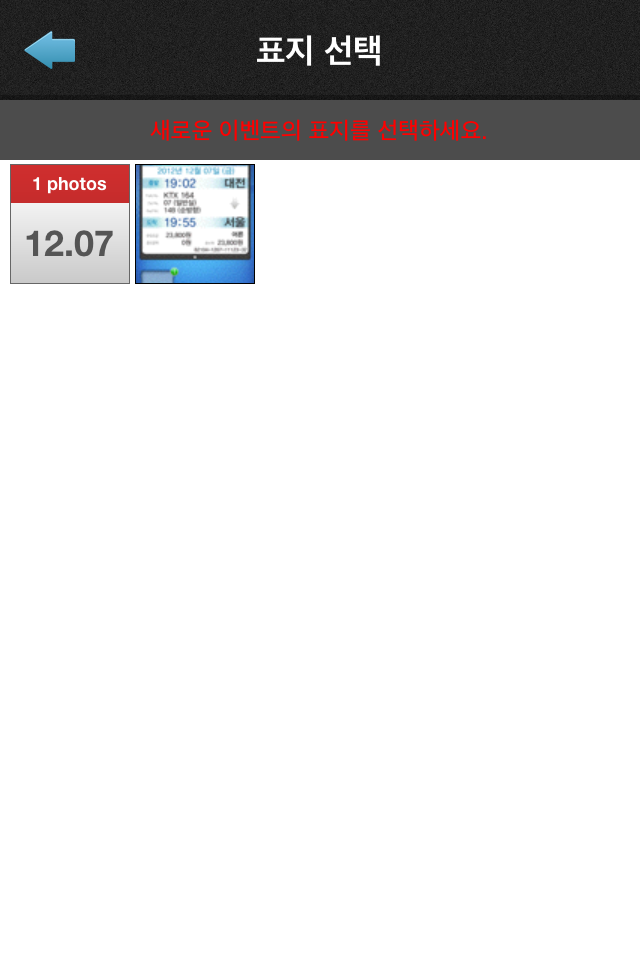 표지 선택
새로운 이벤트의 표지를 선택하세요.
1 photos
12.07
2012년 12월 07일 (금)
19:02 대전
KTX 164
07 (일반실)
14B (순방향)
19:55 서울
23,800원 어른
0원 23,800원